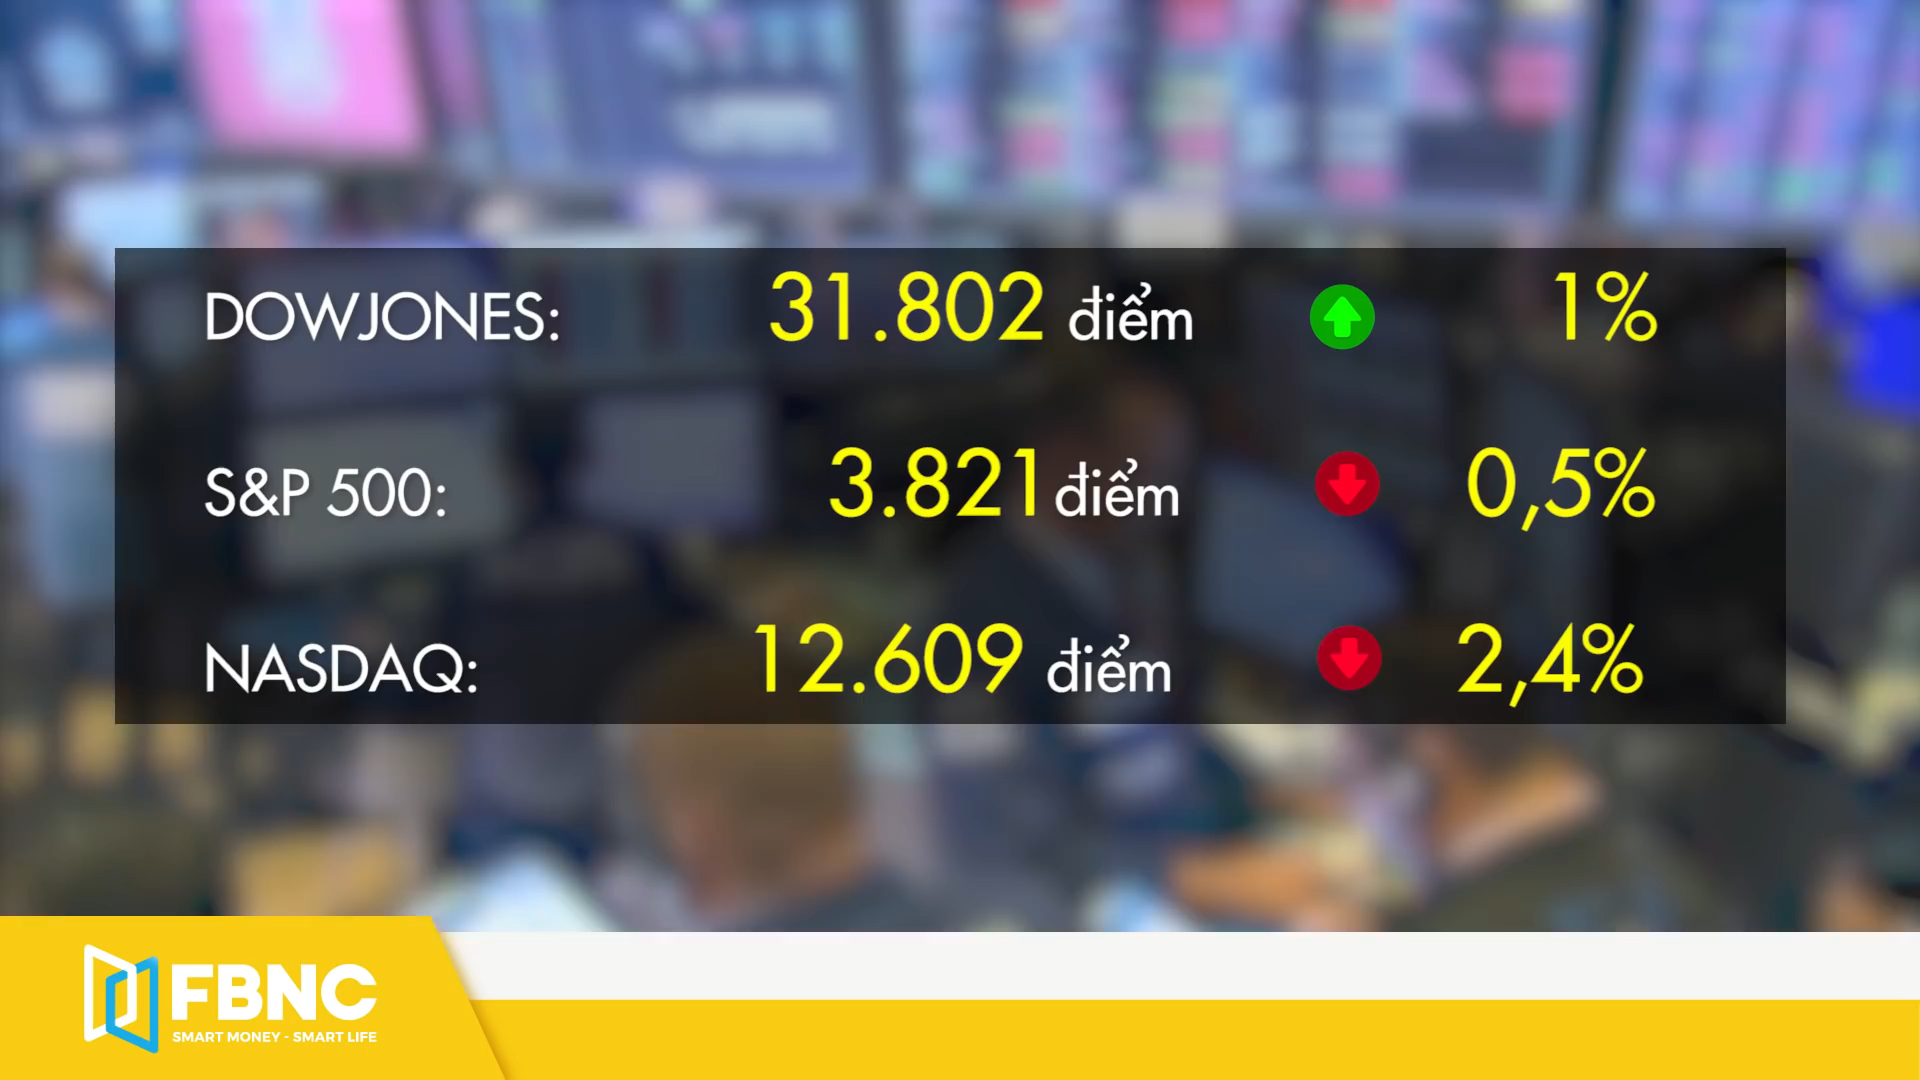 DOWJONES: 31.802 điểm 1%
S&P 500: 3.821 điểm 0,5%
NASDAQ: 12.609 điểm 2,4%
FBNC
SMART MONEY - SMART LIFE